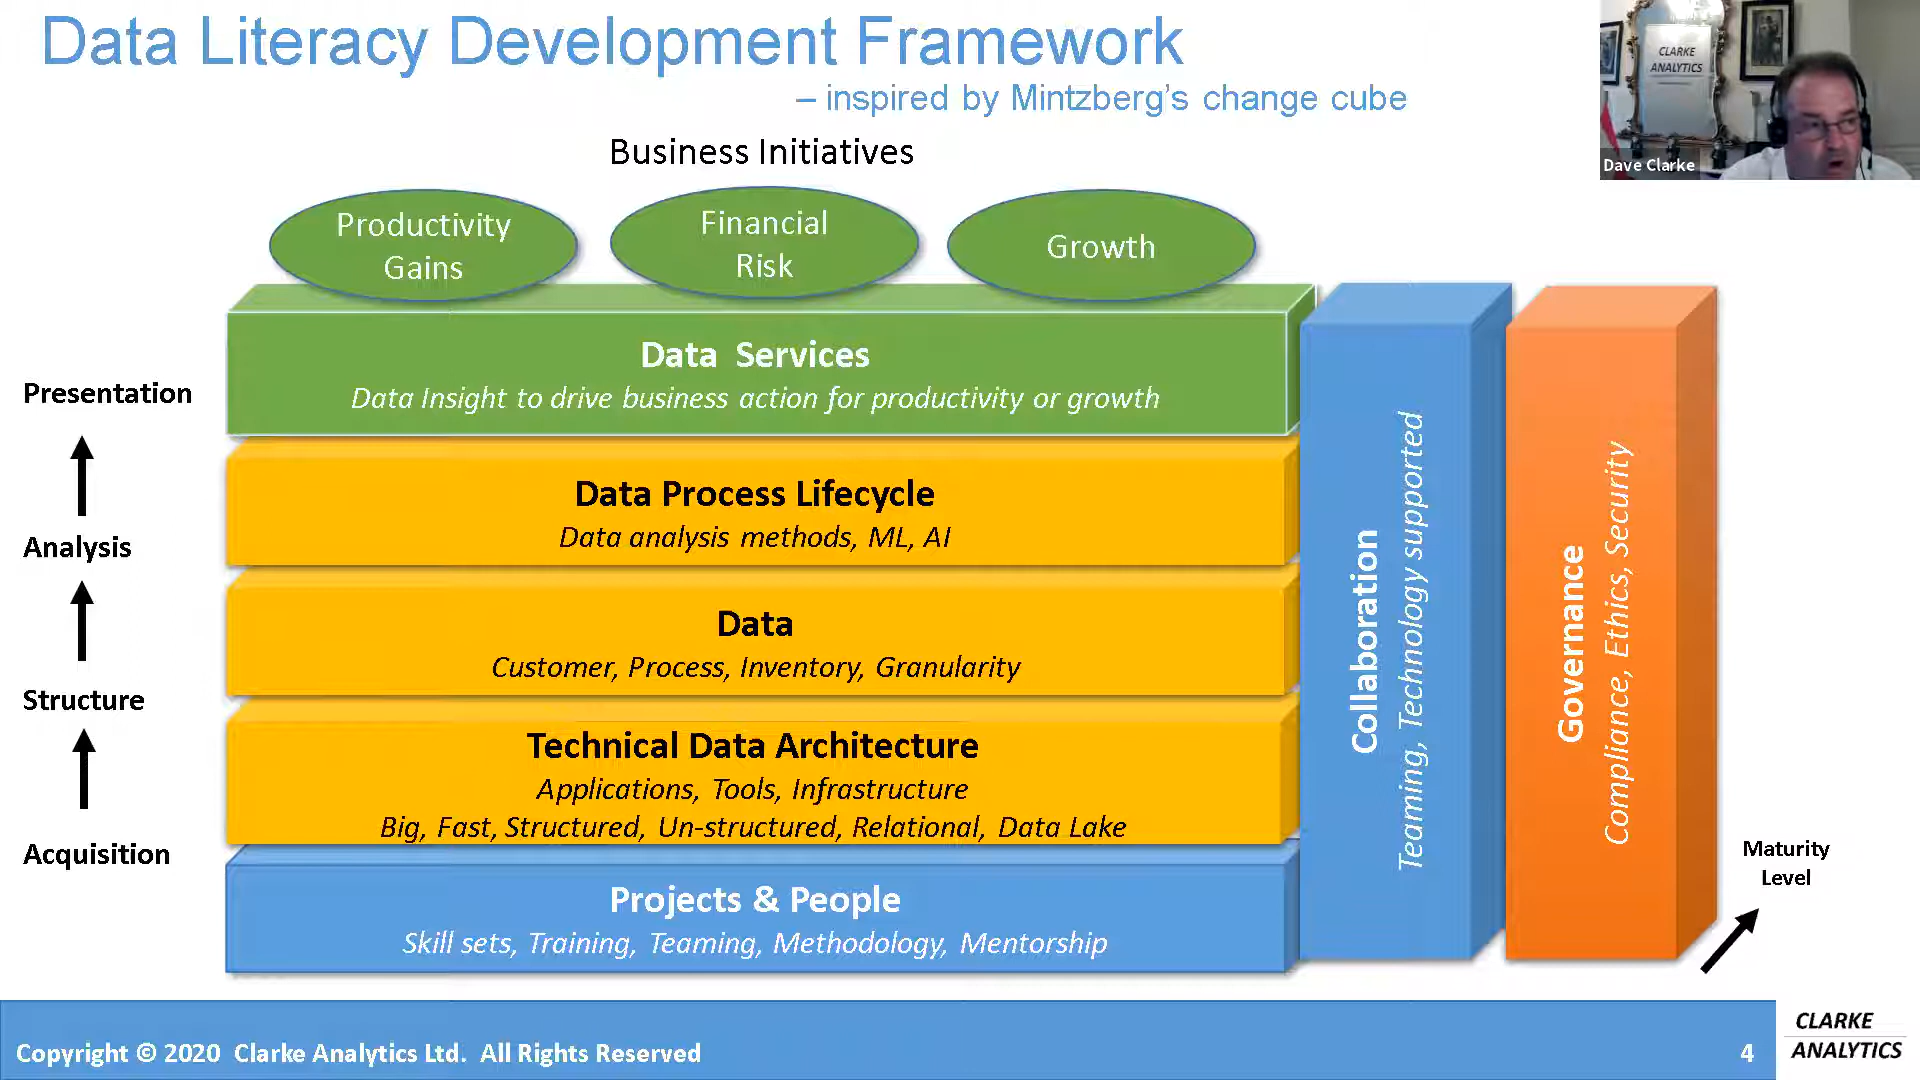 Data Literacy Development Framework
– inspired by Mintzberg's change cube
CLARKE
ANALYTICS
Dave Clarke
Business Initiatives
Productivity
Gains
Financial
Risk
Growth
Data Services
Data Insight to drive business action for productivity or growth
Data Process Lifecycle
Data analysis methods, ML, AI
Data
Customer, Process, Inventory, Granularity
Technical Data Architecture
Applications, Tools, Infrastructure
Big, Fast, Structured, Un-structured, Relational, Data Lake
Projects & People
Skill sets, Training, Teaming, Methodology, Mentorship
Presentation
Analysis
Structure
Acquisition
Collaboration
Teaming, Technology supported
Governance
Compliance, Ethics, Security
Maturity
Level
Copyright © 2020 Clarke Analytics Ltd. All Rights Reserved
4
CLARKE
ANALYTICS